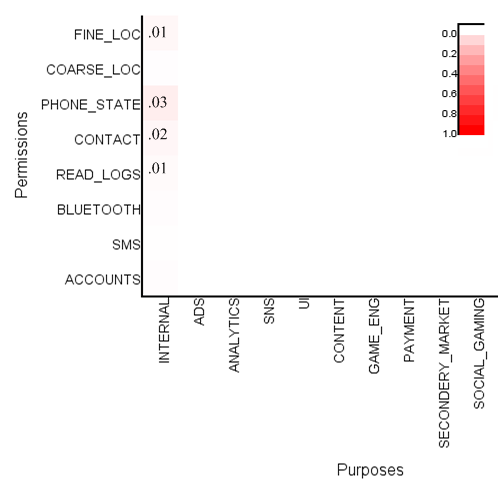 FINE_LOC .01
COARSE_LOC
PHONE_STATE .03
CONTACT .02
READ_LOGS .01
BLUETOOTH
SMS
ACCOUNTS
Permissions
0.0
0.2
0.4
0.6
0.8
1.0
INTERNAL
ADS
ANALYTICS
SNS
UI
CONTENT
GAME_ENG
PAYMENT
SECONDERY_MARKET
SOCIAL_GAMING
Purposes